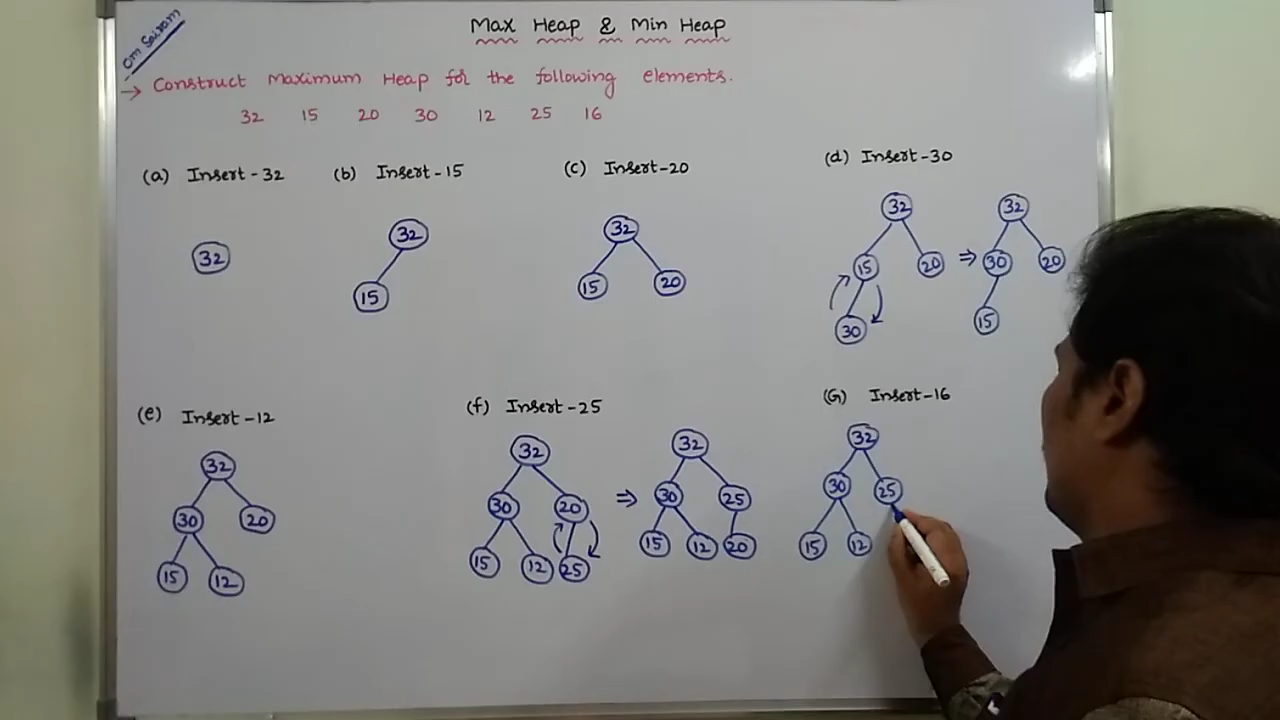 Om Sairam
Max Heap & Min Heap
→ Construct Maximum Heap for the following elements.
32 15 20 30 12 25 16
(a) Insert-32
32
(b) Insert-15
32
15
(c) Insert-20
32
15 20
(d) Insert-30
32
15 20
30
⇒
32
30 20
15
(e) Insert-12
32
30 20
15 12
(f) Insert-25
32
30 20
15 12 25
⇒
32
30 25
15 12 20
(G) Insert-16
32
30 25
15 12